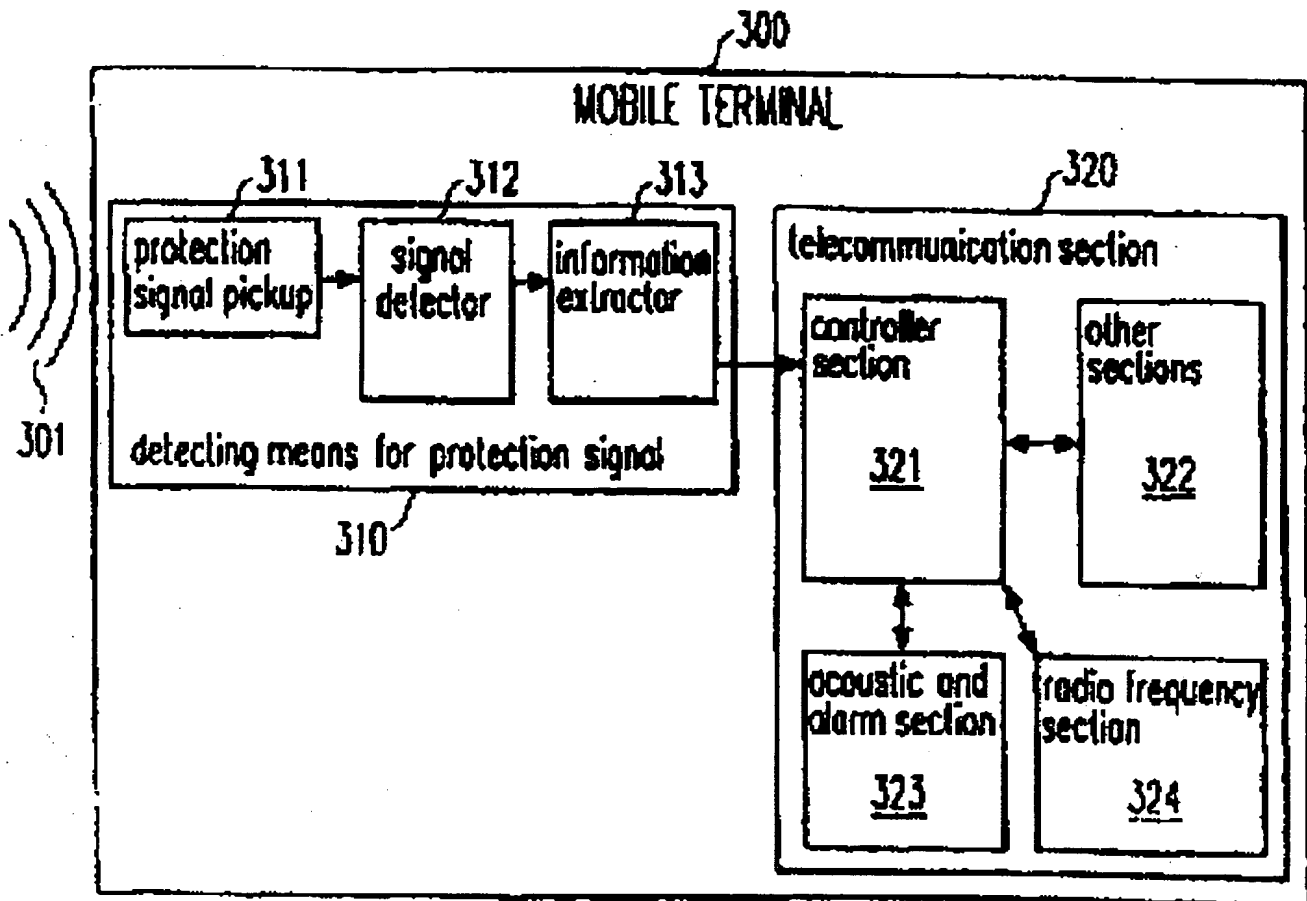 300
MOBILE TERMINAL
311
312
313
320
protection
signal pickup
signal
detector
information
extractor
telecommunication section
controller
section
321
other
sections
322
301
detecting means for protection signal
310
acoustic and
alarm section
323
radio frequency
section
324